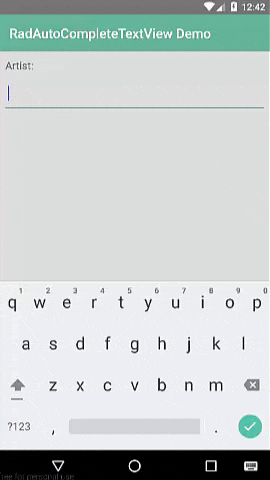 12:42
RadAutoCompleteTextView Demo
Artist:
1 2 3 4 5 6 7 8 9 0
q w e r t y u i o p
a s d f g h j k l
z x c v b n m
?123 , .
free for personal use